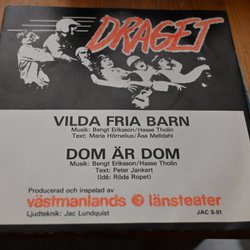 DRAGET
VILDA FRIA BARN
Musik: Bengt Eriksson/Hasse Tholin
Text: Maria Hörnelius/Åsa Melldahl
DOM ÄR DOM
Musik: Bengt Eriksson/Hasse Tholin
Text: Peter Jankert
(Idé: Röda Ropet)
Producerad och inspelad av
västmanlands länsteater
Ljudteknik: Jac Lundquist
JAC S-01